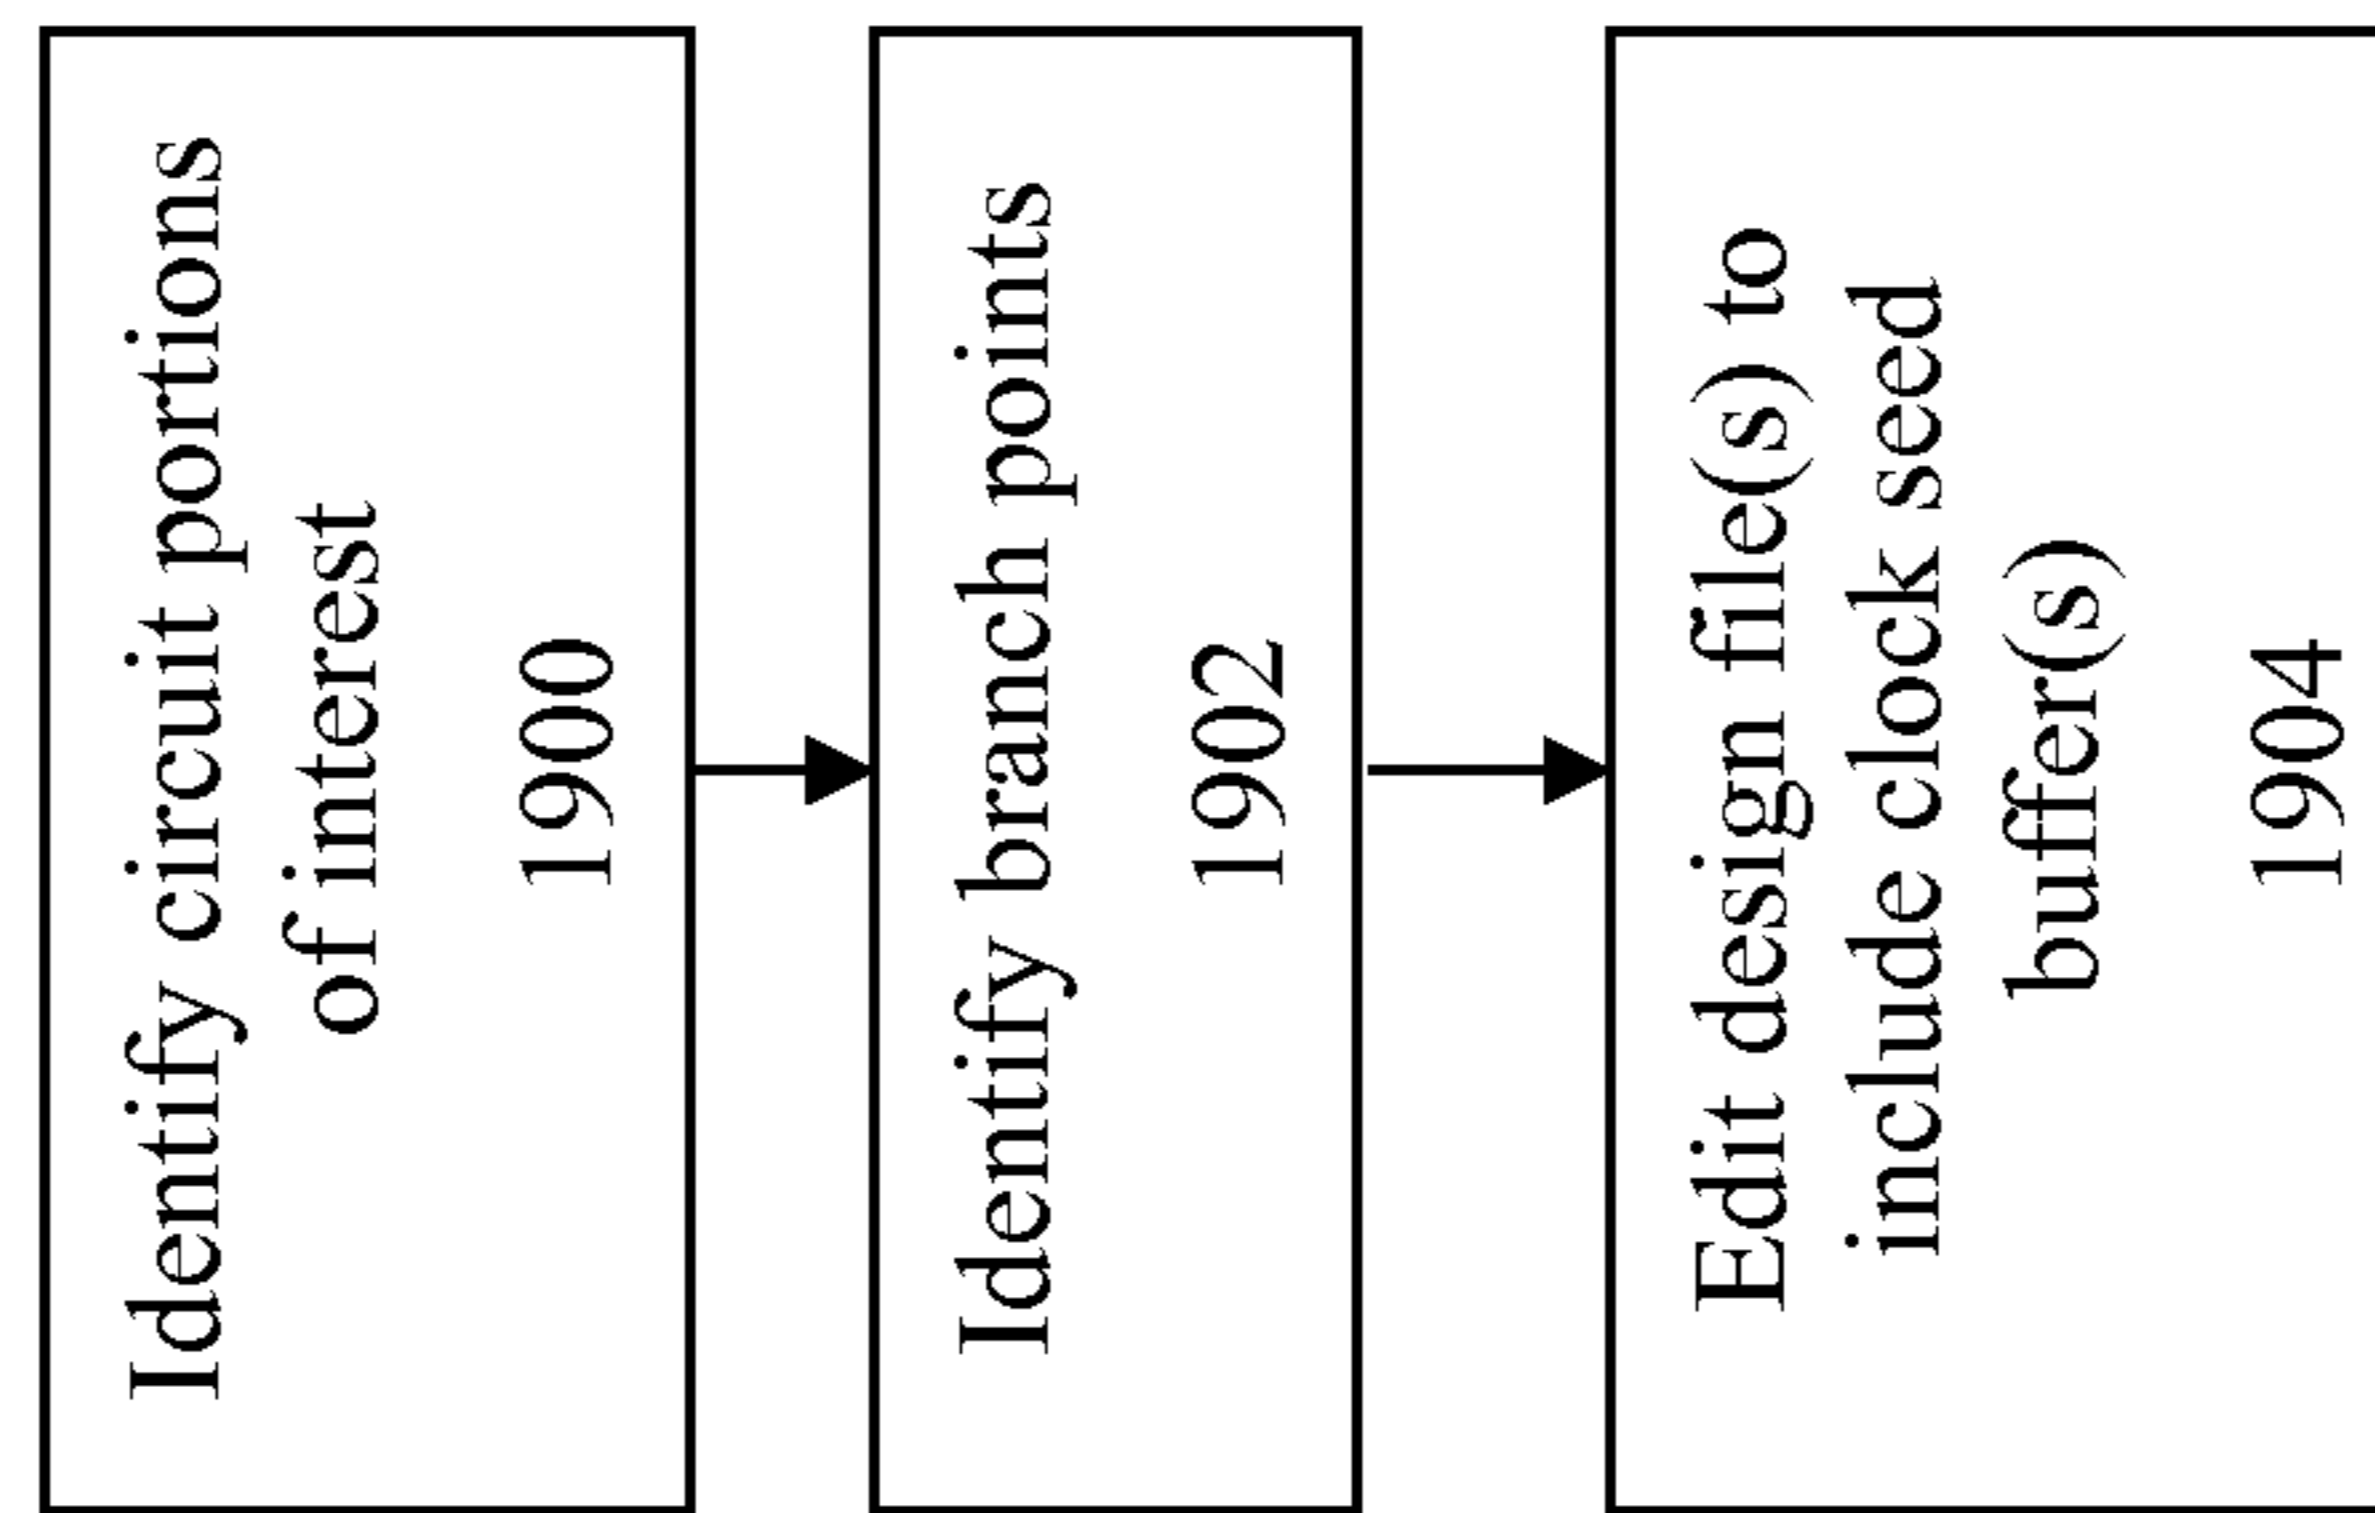 Identify circuit portions
of interest
1900
Identify branch points
1902
Edit design file(s) to
include clock seed
buffer(s)
1904